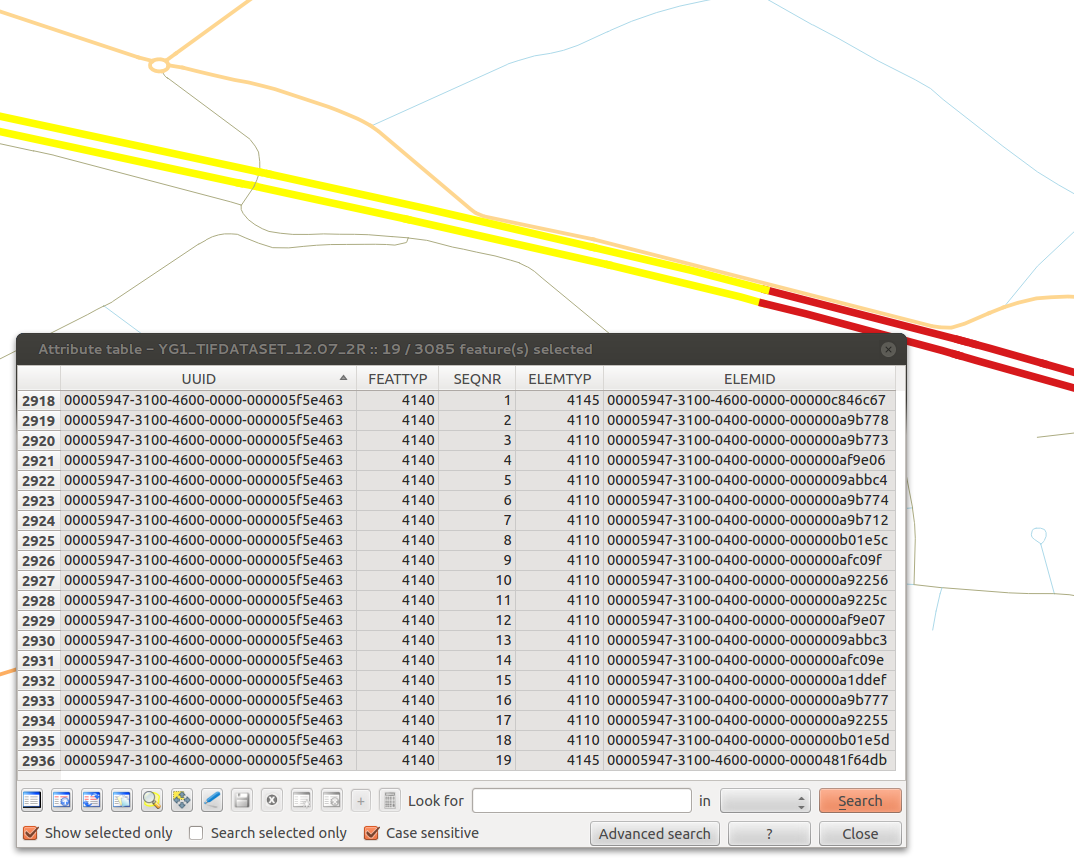 Attribute table – YG1_TIFDATASET_12.07_2R :: 19 / 3085 feature(s) selected
UUID FEATTYP SEQNR ELEMTYP ELEMID
2918 00005947-3100-4600-0000-000005f5e463 4140 1 4145 00005947-3100-4600-0000-00000c846c67
2919 00005947-3100-4600-0000-000005f5e463 4140 2 4110 00005947-3100-0400-0000-000000a9b778
2920 00005947-3100-4600-0000-000005f5e463 4140 3 4110 00005947-3100-0400-0000-000000a9b773
2921 00005947-3100-4600-0000-000005f5e463 4140 4 4110 00005947-3100-0400-0000-000000af9e06
2922 00005947-3100-4600-0000-000005f5e463 4140 5 4110 00005947-3100-0400-0000-0000009abbc4
2923 00005947-3100-4600-0000-000005f5e463 4140 6 4110 00005947-3100-0400-0000-000000a9b774
2924 00005947-3100-4600-0000-000005f5e463 4140 7 4110 00005947-3100-0400-0000-000000a9b712
2925 00005947-3100-4600-0000-000005f5e463 4140 8 4110 00005947-3100-0400-0000-000000b01e5c
2926 00005947-3100-4600-0000-000005f5e463 4140 9 4110 00005947-3100-0400-0000-000000afc09f
2927 00005947-3100-4600-0000-000005f5e463 4140 10 4110 00005947-3100-0400-0000-000000a92256
2928 00005947-3100-4600-0000-000005f5e463 4140 11 4110 00005947-3100-0400-0000-000000a9225c
2929 00005947-3100-4600-0000-000005f5e463 4140 12 4110 00005947-3100-0400-0000-000000af9e07
2930 00005947-3100-4600-0000-000005f5e463 4140 13 4110 00005947-3100-0400-0000-0000009abbc3
2931 00005947-3100-4600-0000-000005f5e463 4140 14 4110 00005947-3100-0400-0000-000000afc09e
2932 00005947-3100-4600-0000-000005f5e463 4140 15 4110 00005947-3100-0400-0000-000000a1ddef
2933 00005947-3100-4600-0000-000005f5e463 4140 16 4110 00005947-3100-0400-0000-000000a9b777
2934 00005947-3100-4600-0000-000005f5e463 4140 17 4110 00005947-3100-0400-0000-000000a92255
2935 00005947-3100-4600-0000-000005f5e463 4140 18 4110 00005947-3100-0400-0000-000000b01e5d
2936 00005947-3100-4600-0000-000005f5e463 4140 19 4145 00005947-3100-4600-0000-0000481f64db
Look for in Search
Show selected only Search selected only Case sensitive Advanced search ? Close